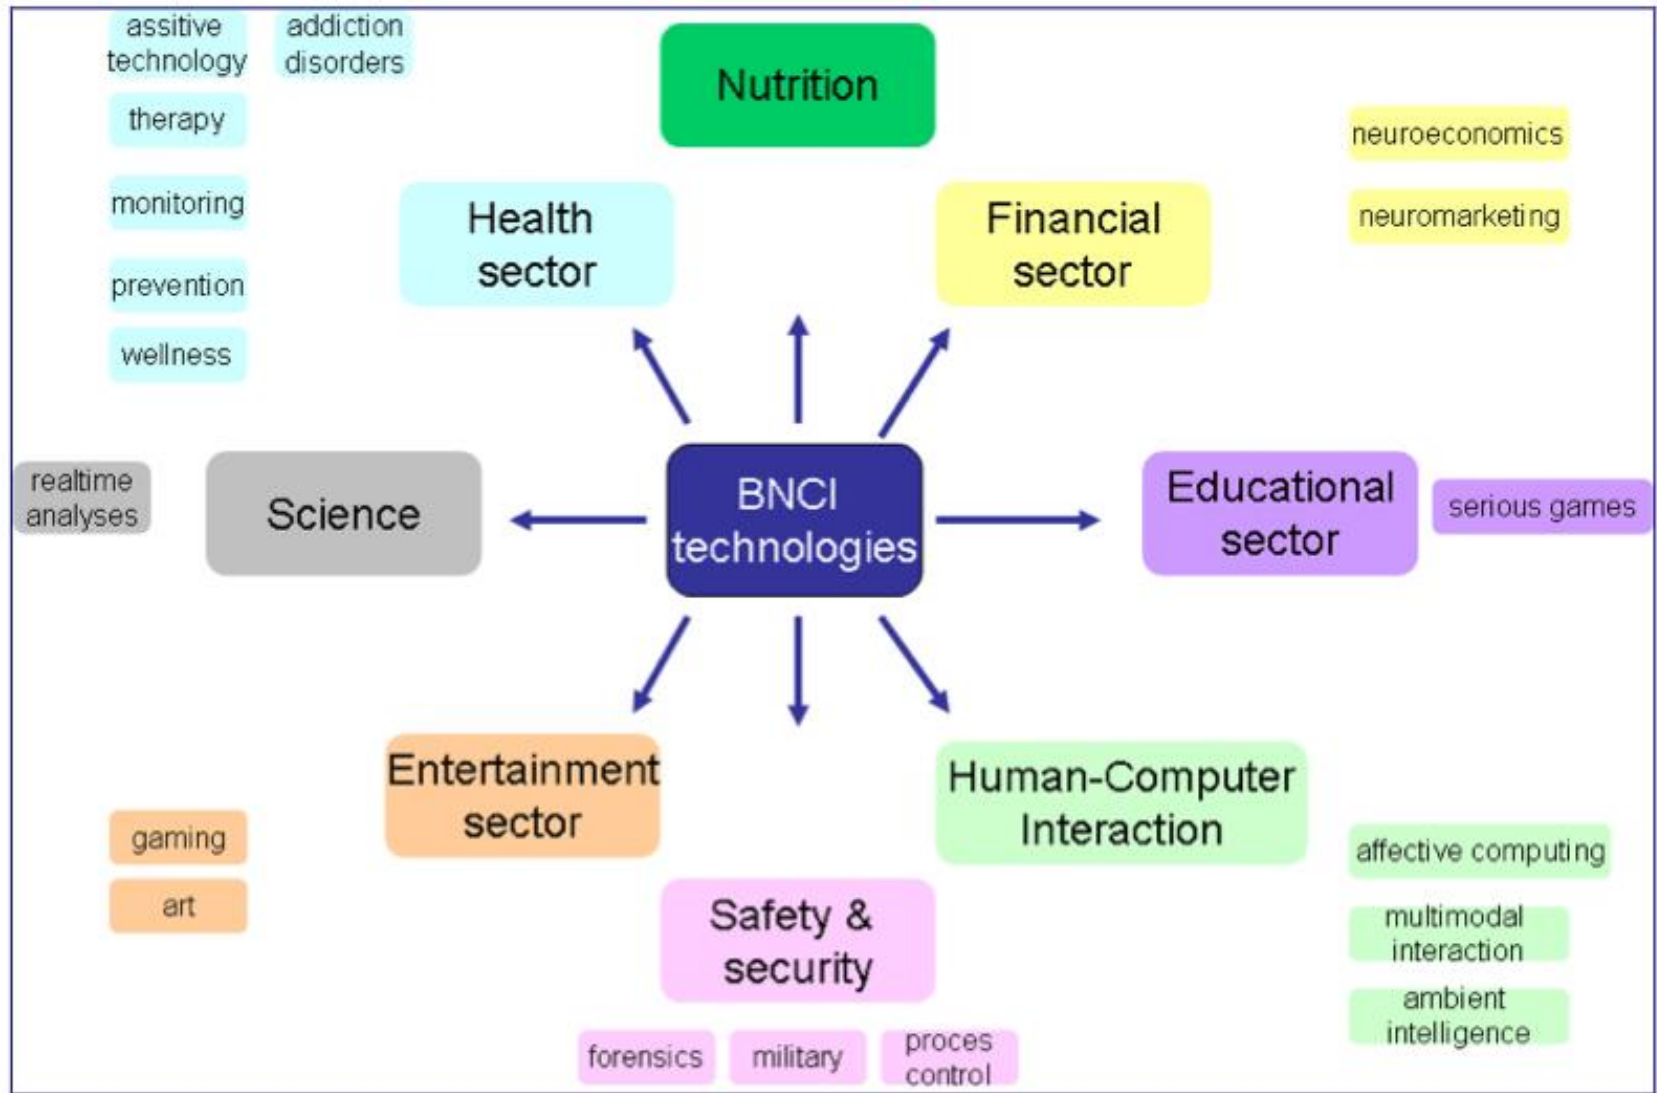 assitive
technology
addiction
disorders
therapy
monitoring
prevention
wellness
Nutrition
neuroeconomics
neuromarketing
Health
sector
Financial
sector
realtime
analyses
Science
BNCI
technologies
Educational
sector
serious games
Entertainment
sector
Human-Computer
Interaction
gaming
art
Safety &
security
affective computing
multimodal
interaction
ambient
intelligence
forensics
military
proces
control